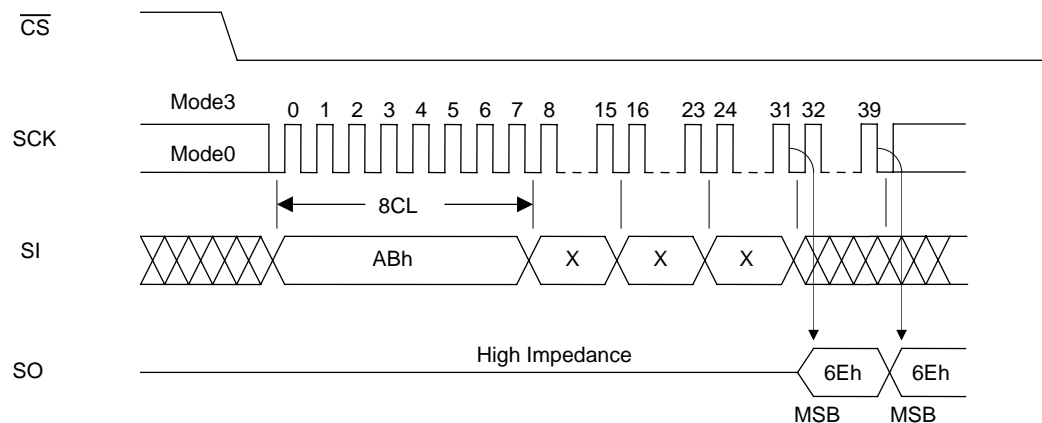 CS
Mode3
0 1 2 3 4 5 6 7 8 15 16 23 24 31 32 39
SCK
Mode0
8CL
SI
ABh X X X
High Impedance
SO
6Eh 6Eh
MSB MSB